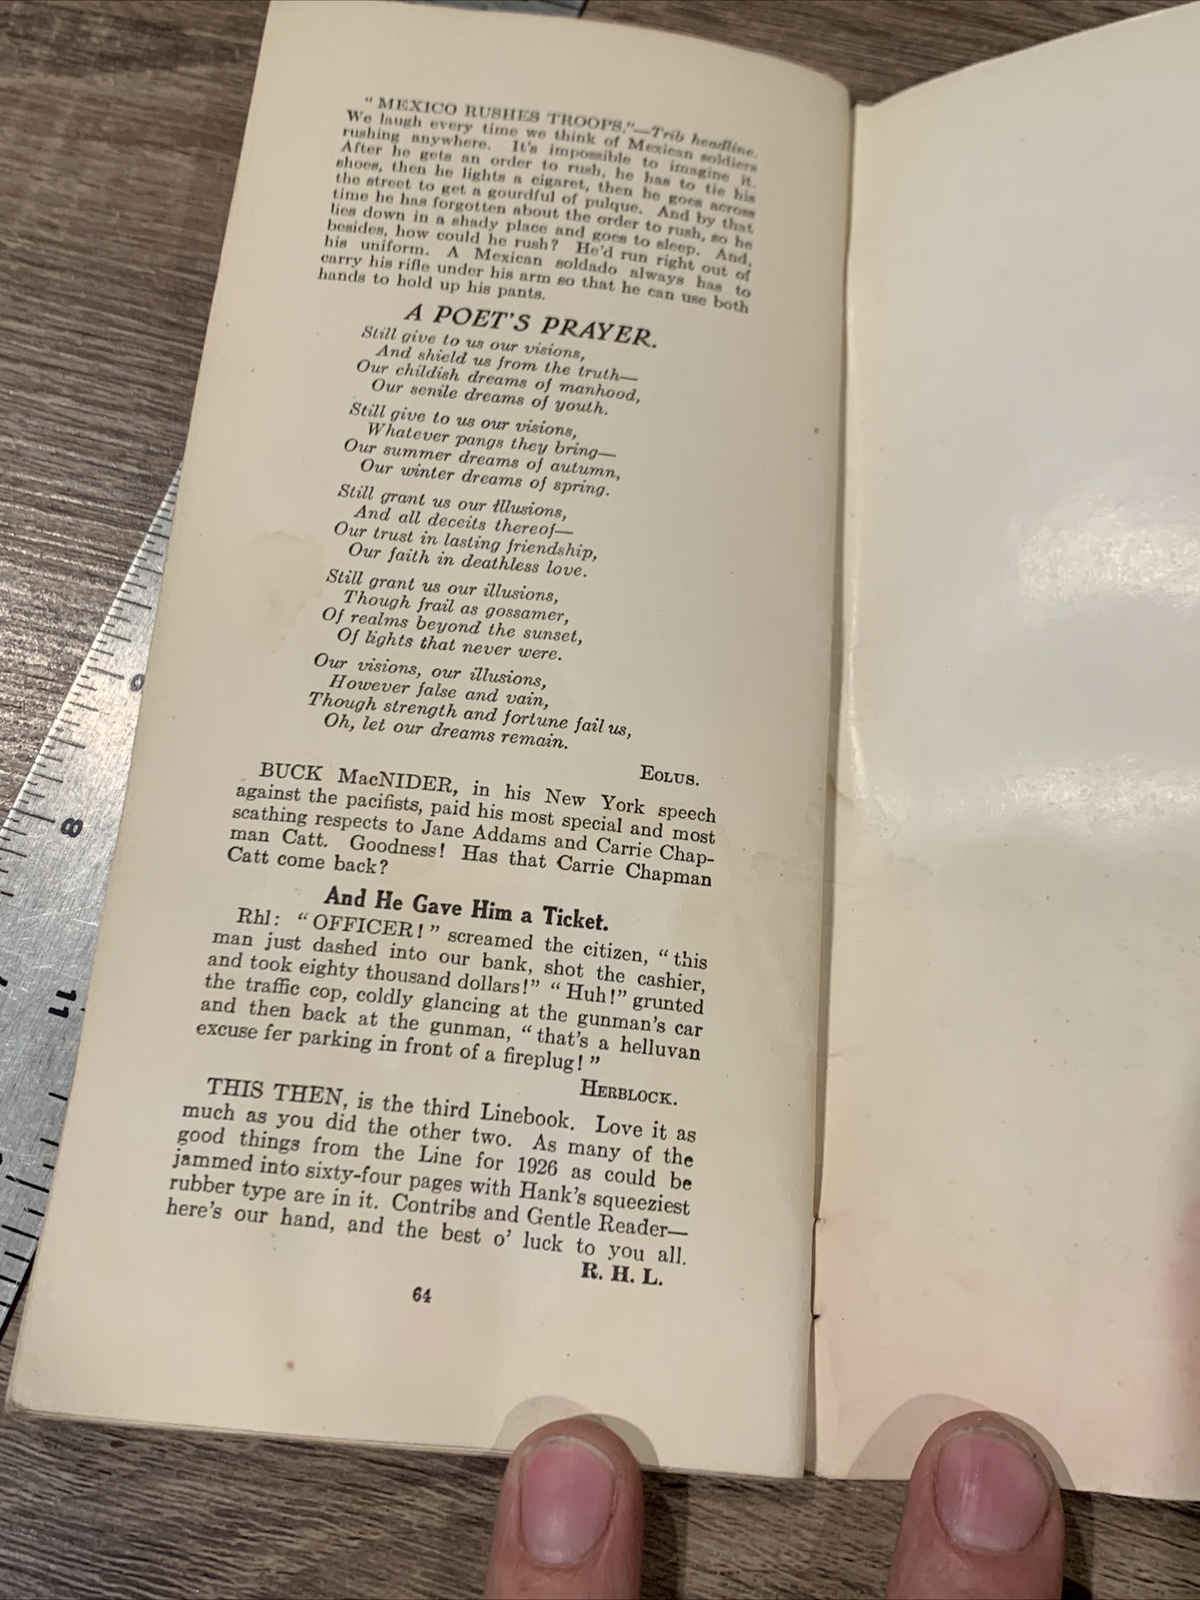 "MEXICO RUSHES TROOPS."—Trib headline.
We laugh every time we think of Mexican soldiers
rushing anywhere. It's impossible to imagine it.
After he gets an order to rush, he has to tie his
shoes, then he lights a cigaret, then he goes across
the street to get a gourdful of pulque. And by that
time he has forgotten about the order to rush, so he
lies down in a shady place and goes to sleep. And,
besides, how could he rush? He'd run right out of
his uniform. A Mexican soldado always has to
carry his rifle under his arm so that he can use both
hands to hold up his pants.
A POET'S PRAYER.
Still give to us our visions,
And shield us from the truth—
Our childish dreams of manhood,
Our senile dreams of youth.
Still give to us our visions,
Whatever pangs they bring—
Our summer dreams of autumn,
Our winter dreams of spring.
Still grant us our illusions,
And all deceits thereof—
Our trust in lasting friendship,
Our faith in deathless love.
Still grant us our illusions,
Though frail as gossamer,
Of realms beyond the sunset,
Of lights that never were.
Our visions, our illusions,
However false and vain,
Though strength and fortune fail us,
Oh, let our dreams remain.
EOLUS.
BUCK MacNIDER, in his New York speech
against the pacifists, paid his most special and most
scathing respects to Jane Addams and Carrie Chap-
man Catt. Goodness! Has that Carrie Chapman
Catt come back?
And He Gave Him a Ticket.
Rhl: "OFFICER!" screamed the citizen, "this
man just dashed into our bank, shot the cashier,
and took eighty thousand dollars!" "Huh!" grunted
the traffic cop, coldly glancing at the gunman's car
and then back at the gunman, "that's a helluvan
excuse fer parking in front of a fireplug!"
HERBLOCK.
THIS THEN, is the third Linebook. Love it as
much as you did the other two. As many of the
good things from the Line for 1926 as could be
jammed into sixty-four pages with Hank's squeeziest
rubber type are in it. Contribs and Gentle Reader—
here's our hand, and the best o' luck to you all.
R. H. L.
64
8
11